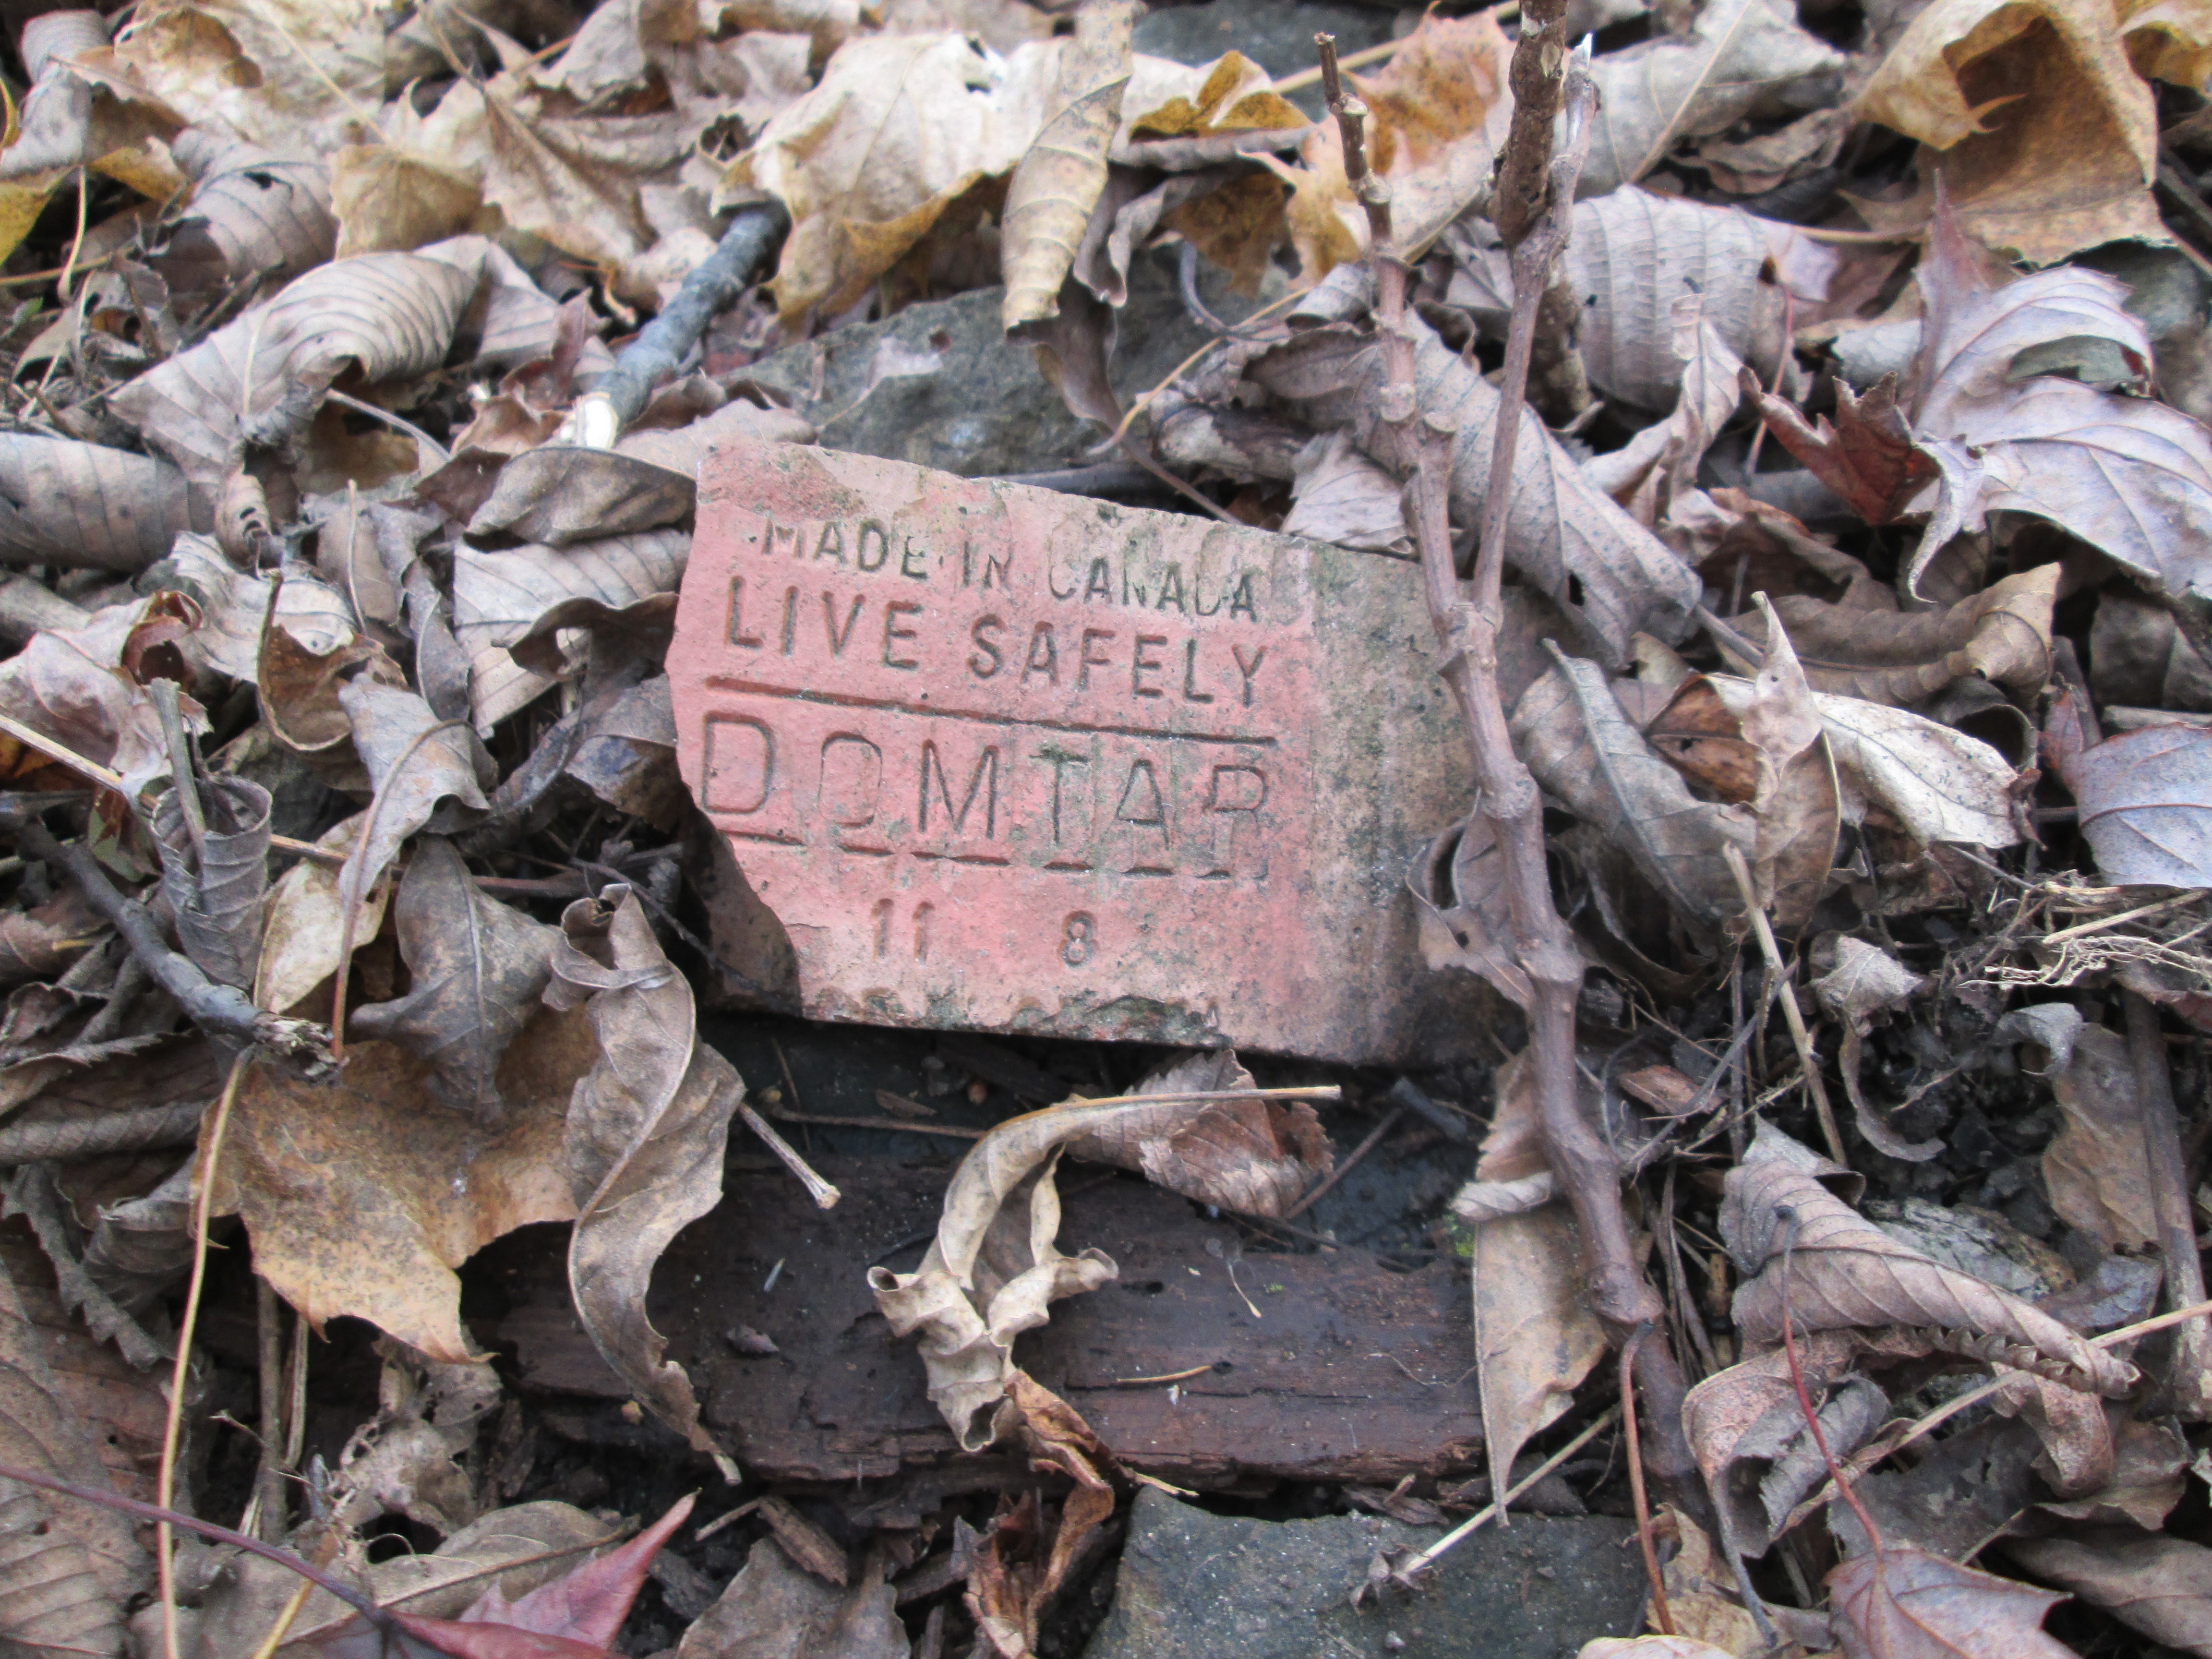 MADE IN CANADA
LIVE SAFELY
DOMTAR
11 8